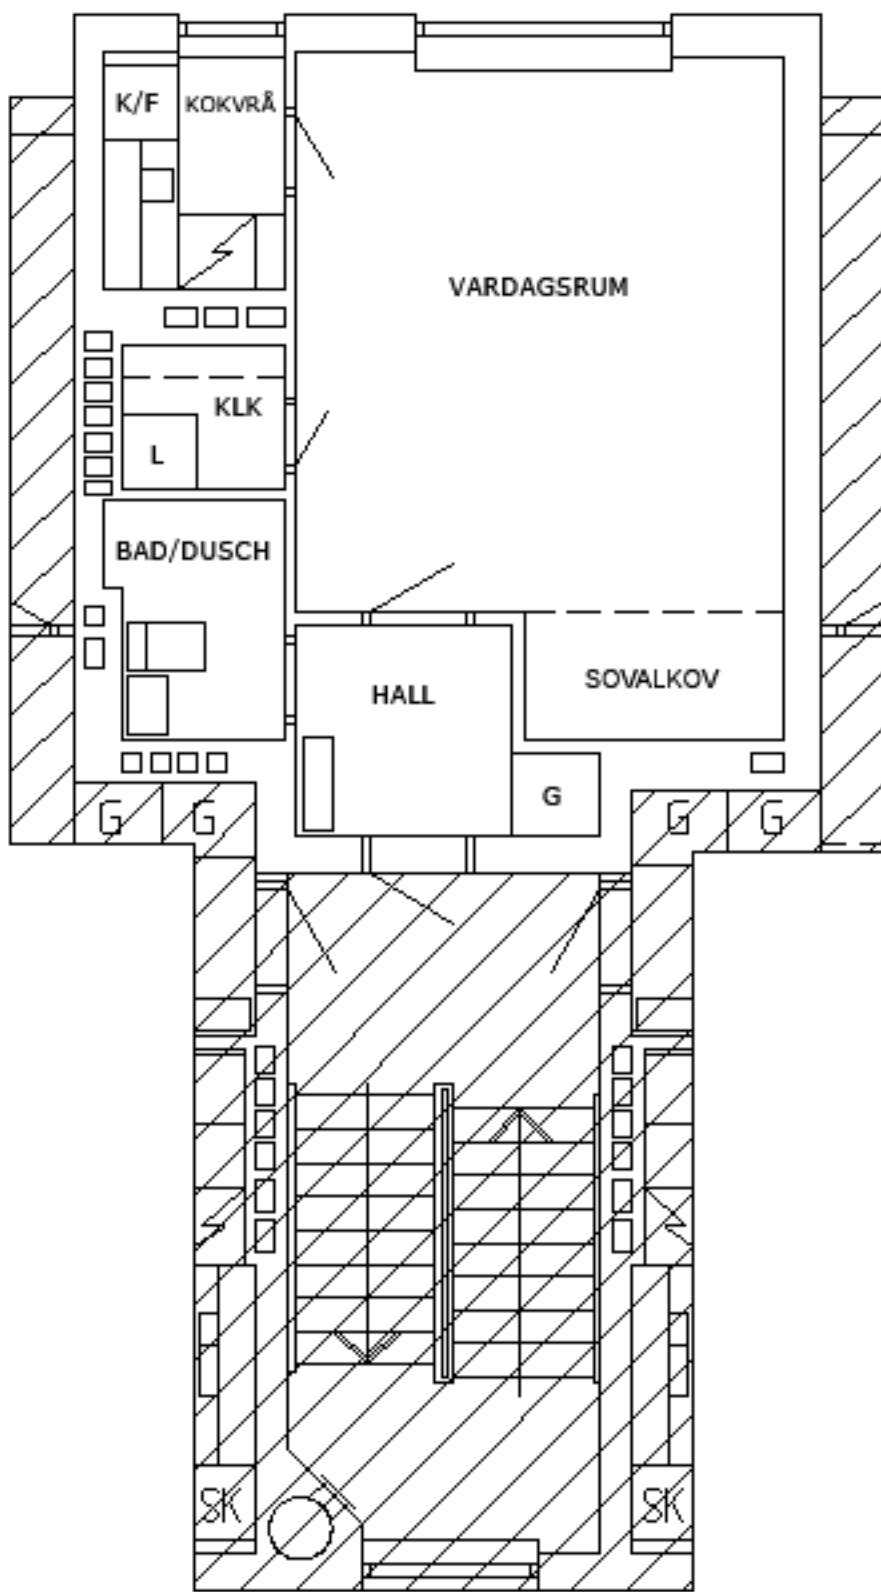 K/F
KOKVRÅ
VARDAGSRUM
KLK
L
BAD/DUSCH
HALL
SOVALKOV
G
G
G
G
G
SK
SK